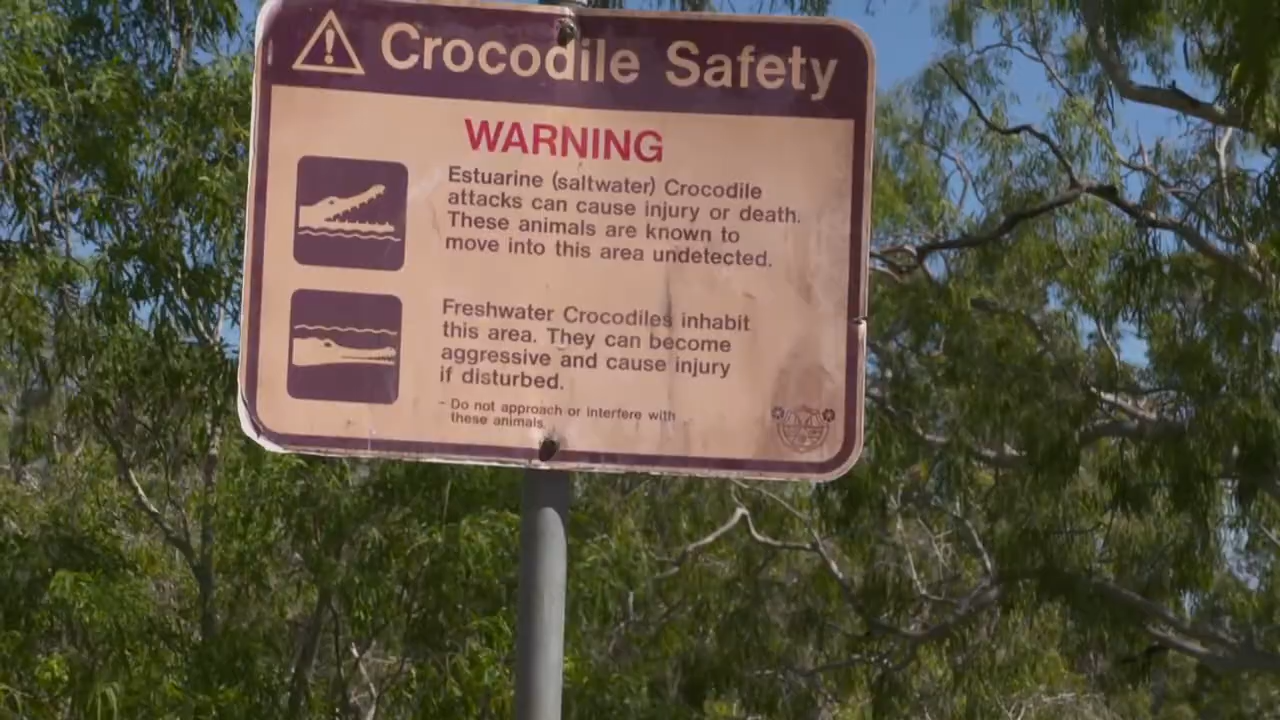 Crocodile Safety
WARNING
Estuarine (saltwater) Crocodile
attacks can cause injury or death.
These animals are known to
move into this area undetected.
Freshwater Crocodiles inhabit
this area. They can become
aggressive and cause injury
if disturbed.
- Do not approach or interfere with
these animals.